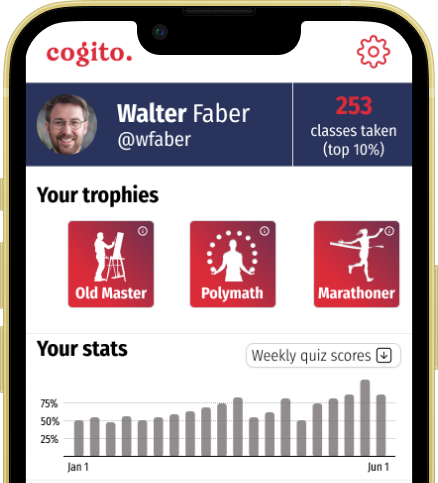 coġito.
Walter Faber
@wfaber
253
classes taken
(top 10%)
Your trophies
Old Master
Polymath
Marathoner
Your stats
Weekly quiz scores
75%
50%
25%
Jan 1
Jun 1